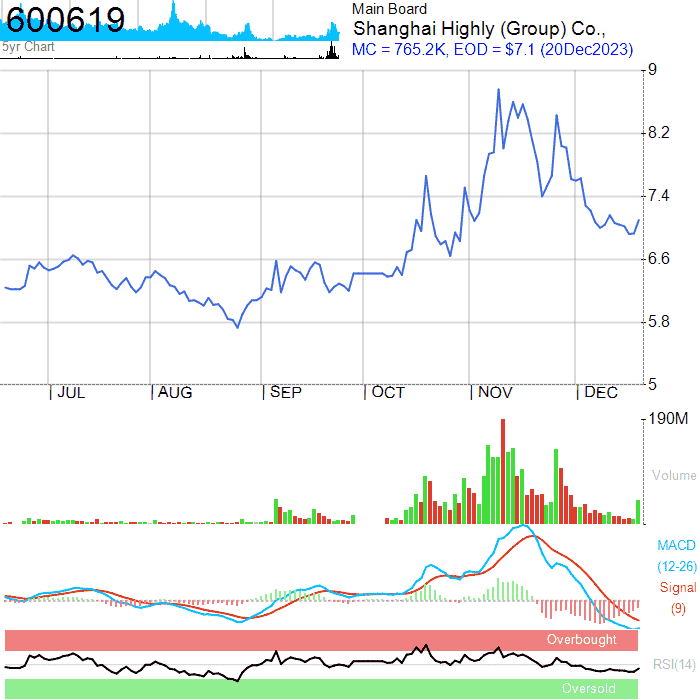 600619
5yr Chart
Main Board
Shanghai Highly (Group) Co.,
MC = 765.2K, EOD = $7.1 (20Dec2023)
9
8.2
7.4
6.6
5.8
5
| JUL
| AUG
| SEP
| OCT
| NOV
| DEC
190M
Volume
MACD
(12-26)
Signal
(9)
Overbought
RSI(14)
Oversold